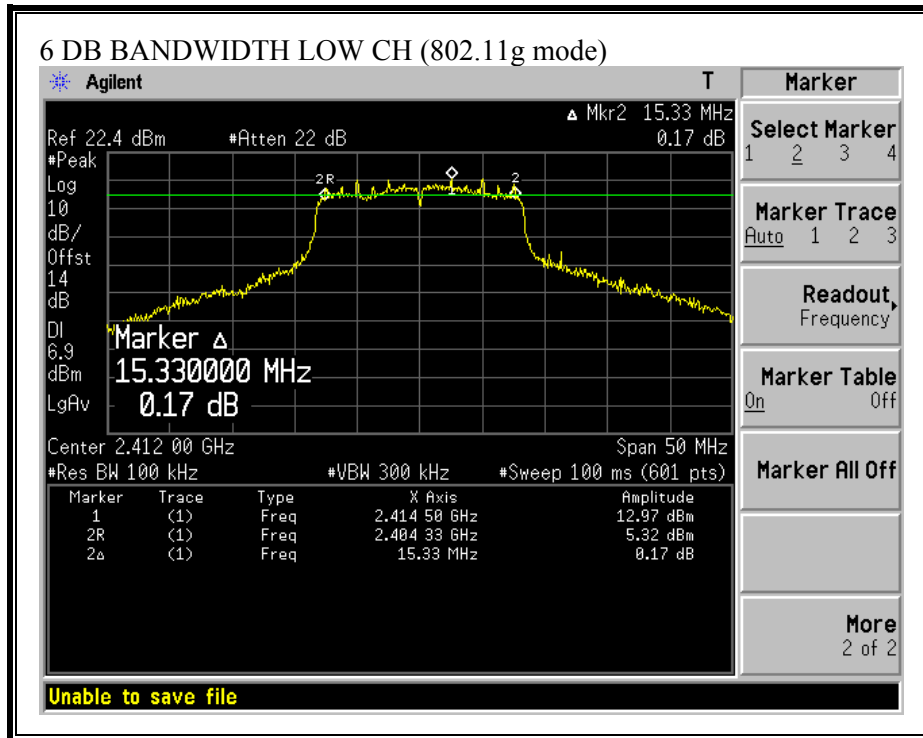 6 DB BANDWIDTH LOW CH (802.11g mode)
Agilent T
Marker
Δ Mkr2 15.33 MHz
Ref 22.4 dBm #Atten 22 dB 0.17 dB
#Peak
Log
10
dB/
Offst
14
dB
DI
6.9
dBm
LgAv
2R
2
1
Marker Δ
15.330000 MHz
0.17 dB
Center 2.412 00 GHz Span 50 MHz
#Res BW 100 kHz #VBW 300 kHz #Sweep 100 ms (601 pts)
Marker Trace Type X Axis Amplitude
1 (1) Freq 2.414 50 GHz 12.97 dBm
2R (1) Freq 2.404 33 GHz 5.32 dBm
2Δ (1) Freq 15.33 MHz 0.17 dB
Select Marker
1 2 3 4
Marker Trace
Auto 1 2 3
Readout
Frequency
Marker Table
On Off
Marker All Off
More
2 of 2
Unable to save file